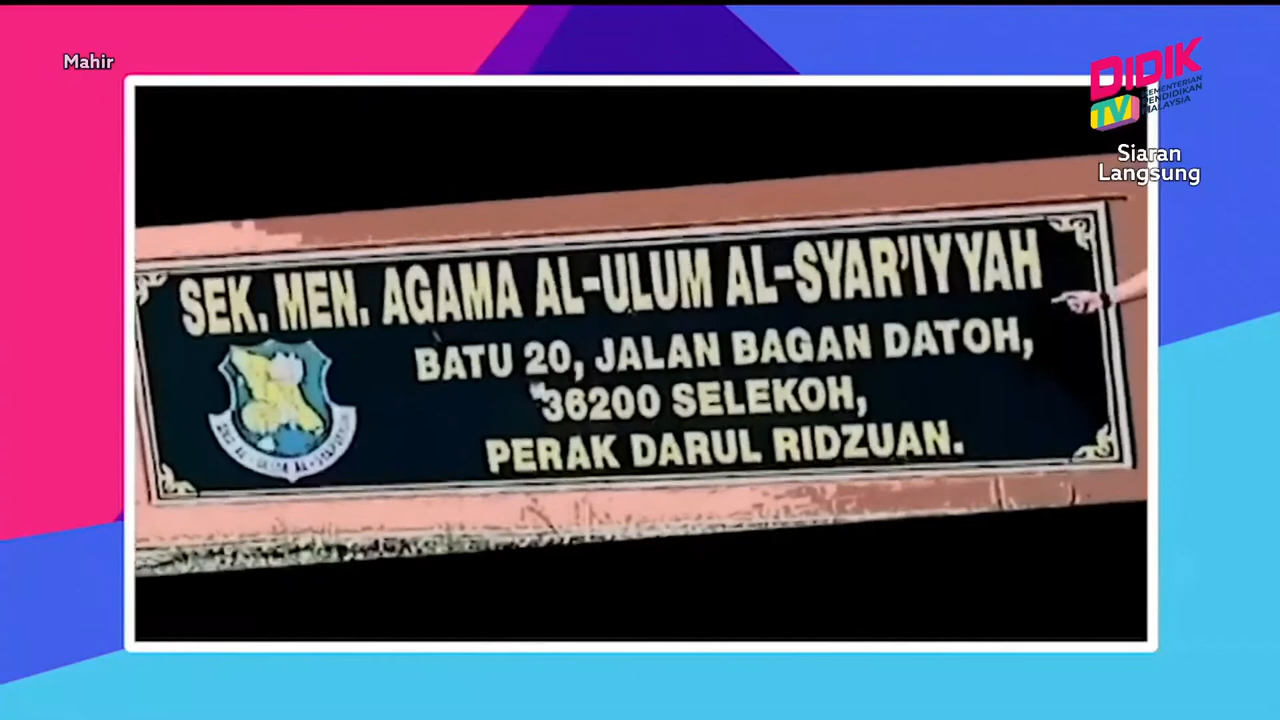 Mahir
DIDIK
TV
KEMENTERIAN
PENDIDIKAN
MALAYSIA
Siaran
Langsung
SEK. MEN. AGAMA AL-ULUM AL-SYAR'IYYAH
BATU 20, JALAN BAGAN DATOH,
36200 SELEKOH,
PERAK DARUL RIDZUAN.